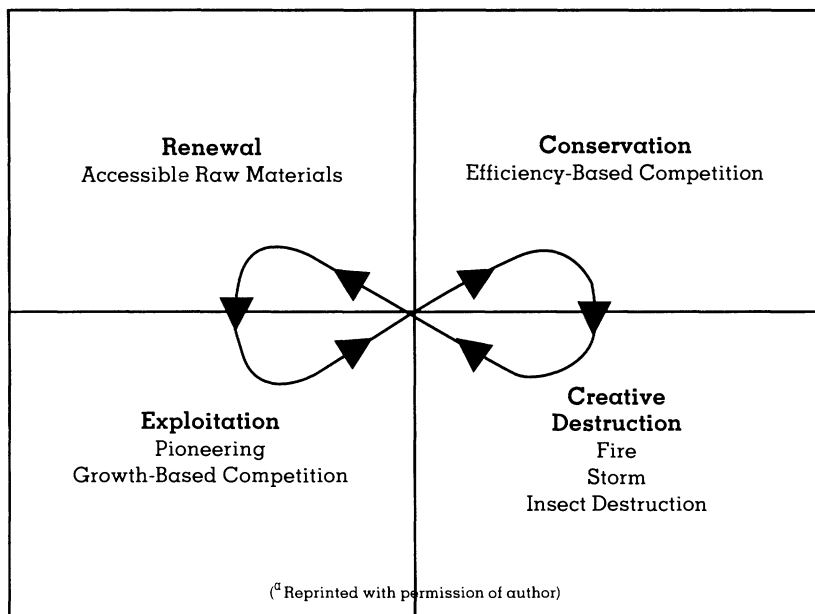 Renewal
Accessible Raw Materials
Conservation
Efficiency-Based Competition
Exploitation
Pioneering
Growth-Based Competition
Creative
Destruction
Fire
Storm
Insect Destruction
(ª Reprinted with permission of author)